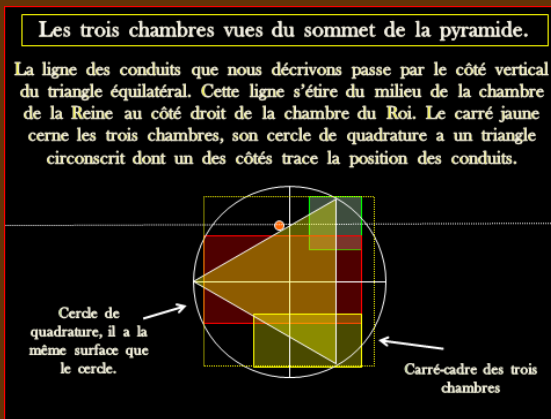 Les trois chambres vues du sommet de la pyramide.
La ligne des conduits que nous décrivons passe par le côté vertical
du triangle équilatéral. Cette ligne s'étire du milieu de la chambre
de la Reine au côté droit de la chambre du Roi. Le carré jaune
cerne les trois chambres, son cercle de quadrature a un triangle
circonscrit dont un des côtés trace la position des conduits.
Cercle de
quadrature, il a la
même surface que
le cercle.
Carré-cadre des trois
chambres